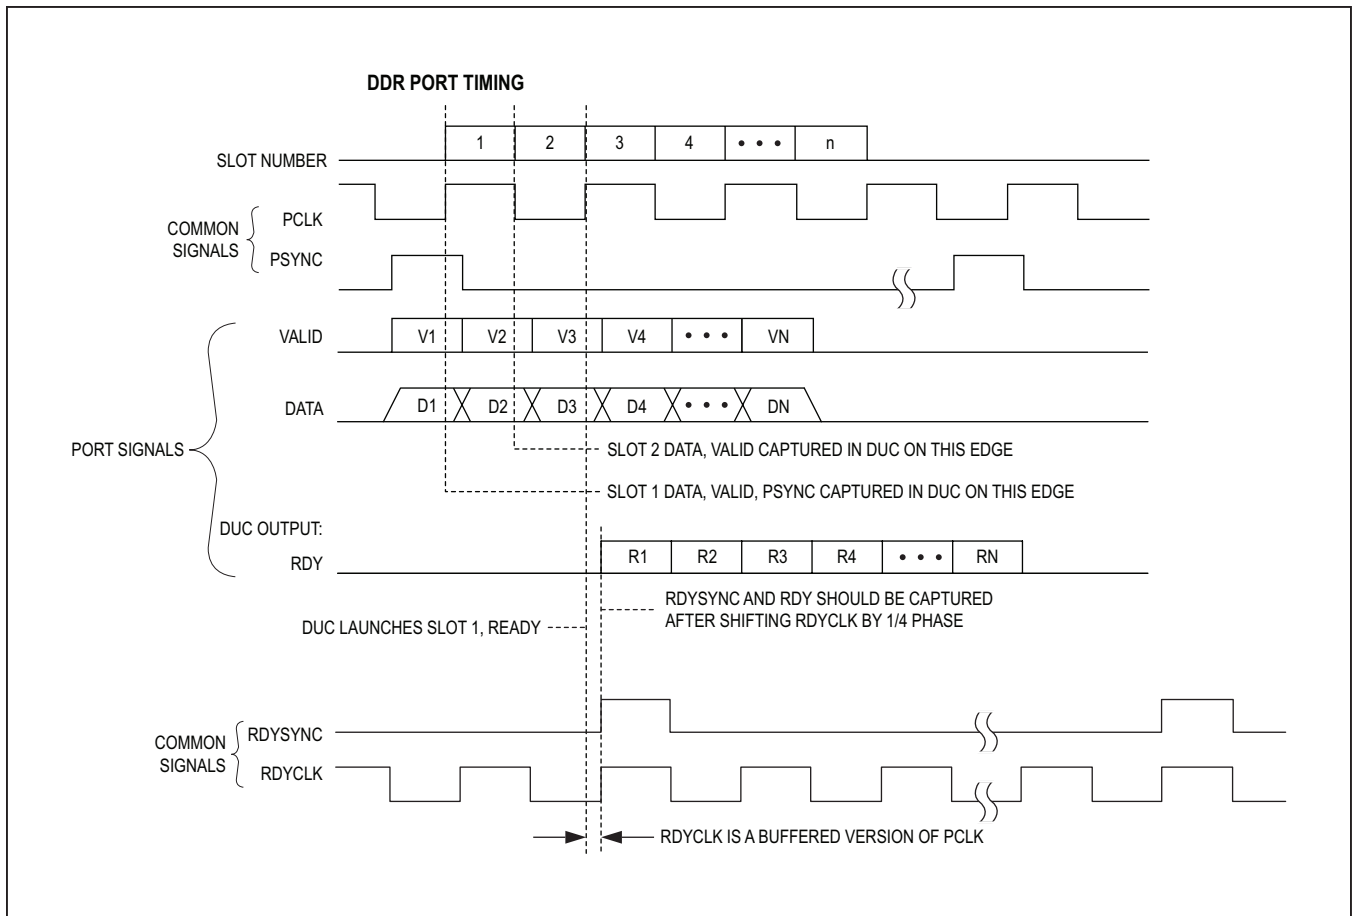 DDR PORT TIMING
SLOT NUMBER
1 2 3 4 • • • n
COMMON
SIGNALS
PCLK
PSYNC
VALID
V1 V2 V3 V4 • • • VN
DATA
D1 D2 D3 D4 • • • DN
PORT SIGNALS
SLOT 2 DATA, VALID CAPTURED IN DUC ON THIS EDGE
SLOT 1 DATA, VALID, PSYNC CAPTURED IN DUC ON THIS EDGE
DUC OUTPUT:
RDY
R1 R2 R3 R4 • • • RN
RDYSYNC AND RDY SHOULD BE CAPTURED
AFTER SHIFTING RDYCLK BY 1/4 PHASE
DUC LAUNCHES SLOT 1, READY
COMMON
SIGNALS
RDYSYNC
RDYCLK
RDYCLK IS A BUFFERED VERSION OF PCLK